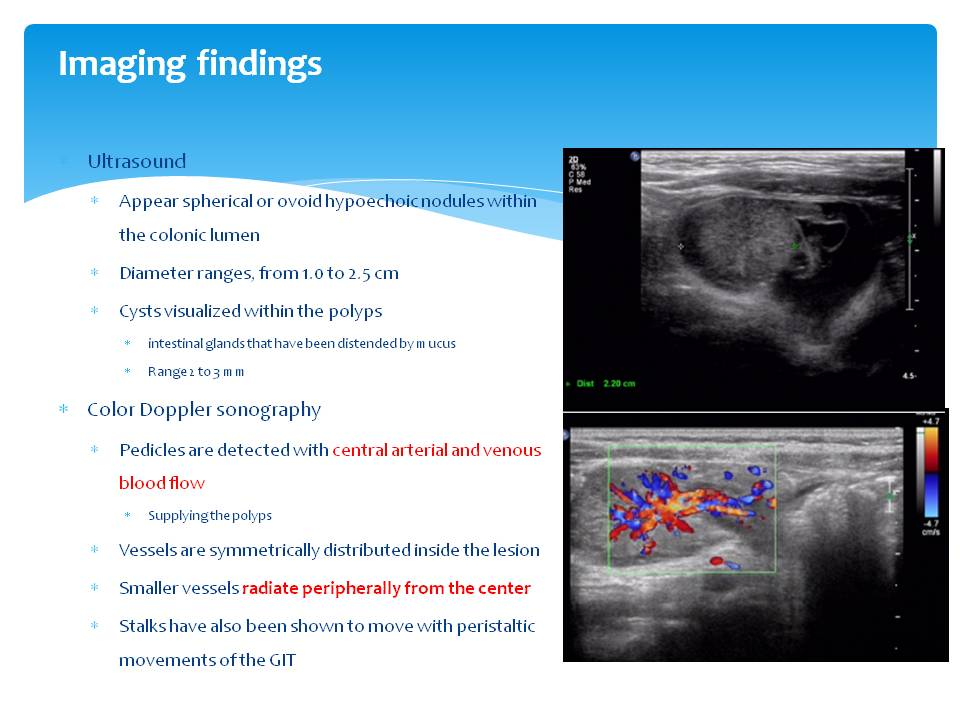 Imaging findings
Ultrasound
Appear spherical or ovoid hypoechoic nodules within
the colonic lumen
Diameter ranges, from 1.0 to 2.5 cm
Cysts visualized within the polyps
intestinal glands that have been distended by mucus
Range 2 to 3 mm
Color Doppler sonography
Pedicles are detected with central arterial and venous
blood flow
Supplying the polyps
Vessels are symmetrically distributed inside the lesion
Smaller vessels radiate peripherally from the center
Stalks have also been shown to move with peristaltic
movements of the GIT
2D
65%
C 58
P Med
Res
x
4.5-
Dist 2.20 cm
+4.7
-4.7
cm/s